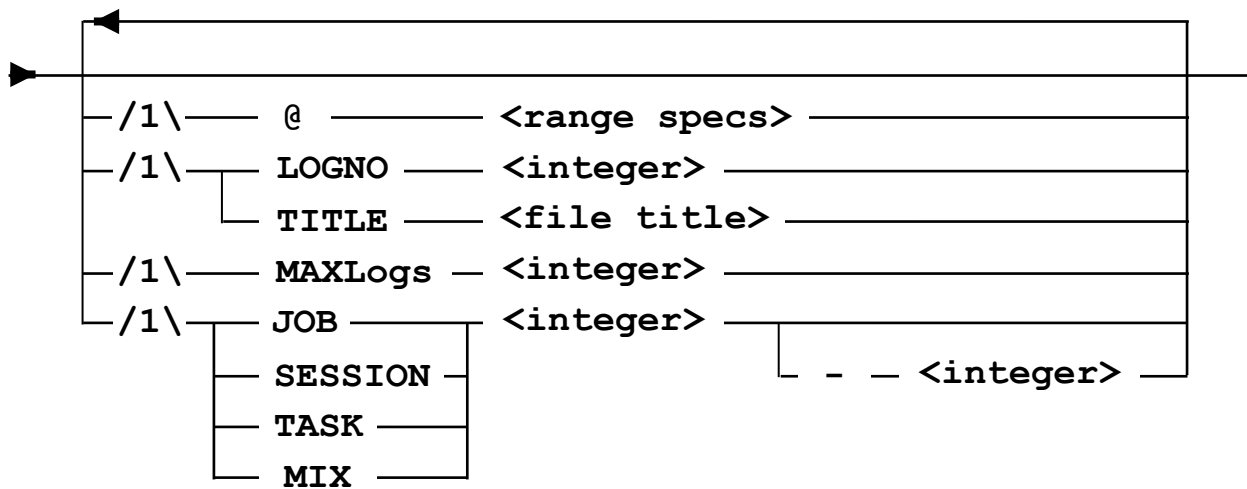 /1\ @ <range specs>
/1\ LOGNO <integer>
TITLE <file title>
/1\ MAXLogs <integer>
/1\ JOB <integer>
SESSION - <integer>
TASK
MIX